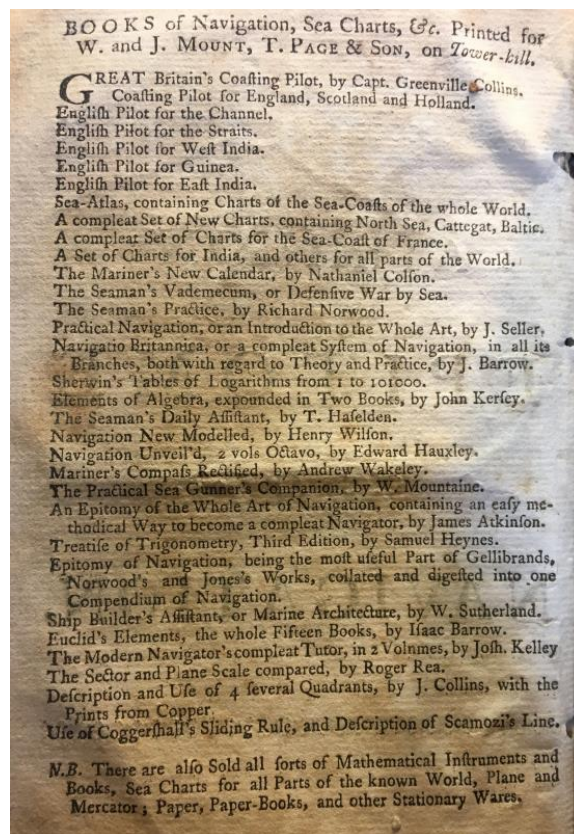 BOOKS of Navigation, Sea Charts, &c. Printed for
W. and J. MOUNT, T. PAGE & SON, on Tower-hill.
GREAT Britain's Coaſting Pilot, by Capt. Greenville Collins.
Coaſting Pilot for England, Scotland and Holland.
Engliſh Pilot for the Channel.
Engliſh Pilot for the Straits.
Engliſh Pilot for Weſt India.
Engliſh Pilot for Guinea.
Engliſh Pilot for Eaſt India.
Sea-Atlas, containing Charts of the Sea-Coaſts of the whole World.
A compleat Set of New Charts, containing North Sea, Cattegat, Baltic.
A compleat Set of Charts for the Sea-Coaſt of France.
A Set of Charts for India, and others for all parts of the World.
The Mariner's New Calendar, by Nathaniel Colſon.
The Seaman's Vademecum, or Defenſive War by Sea.
The Seaman's Practice, by Richard Norwood.
Practical Navigation, or an Introduction to the Whole Art, by J. Seller.
Navigatio Britannica, or a compleat Syſtem of Navigation, in all its
Branches, both with regard to Theory and Practice, by J. Barrow.
Sherwin's Tables of Logarithms from 1 to 101000.
Elements of Algebra, expounded in Two Books, by John Kerſey.
The Seaman's Daily Aſſiſtant, by T. Haſelden.
Navigation New Modelled, by Henry Wilſon.
Navigation Unveil'd, 2 vols Octavo, by Edward Hauxley.
Mariner's Compaſs Rectified, by Andrew Wakeley.
The Practical Sea Gunner's Companion, by W. Mountaine.
An Epitomy of the Whole Art of Navigation, containing an eaſy me-
thodical Way to become a compleat Navigator, by James Atkinſon.
Treatiſe of Trigonometry, Third Edition, by Samuel Heynes.
Epitomy of Navigation, being the moſt uſeful Part of Gellibrands,
Norwood's and Jones's Works, collated and digeſted into one
Compendium of Navigation.
Ship Builder's Aſſiſtant, or Marine Architecture, by W. Sutherland.
Euclid's Elements, the whole Fifteen Books, by Iſaac Barrow.
The Modern Navigator's compleat Tutor, in 2 Volnmes, by Joſh. Kelley
The Sector and Plane Scale compared, by Roger Rea.
Deſcription and Uſe of 4 ſeveral Quadrants, by J. Collins, with the
Prints from Copper.
Uſe of Coggerſhall's Sliding Rule, and Deſcription of Scamozi's Line.
N.B. There are alſo Sold all ſorts of Mathematical Inſtruments and
Books, Sea Charts for all Parts of the known World, Plane and
Mercator; Paper, Paper-Books, and other Stationary Wares.